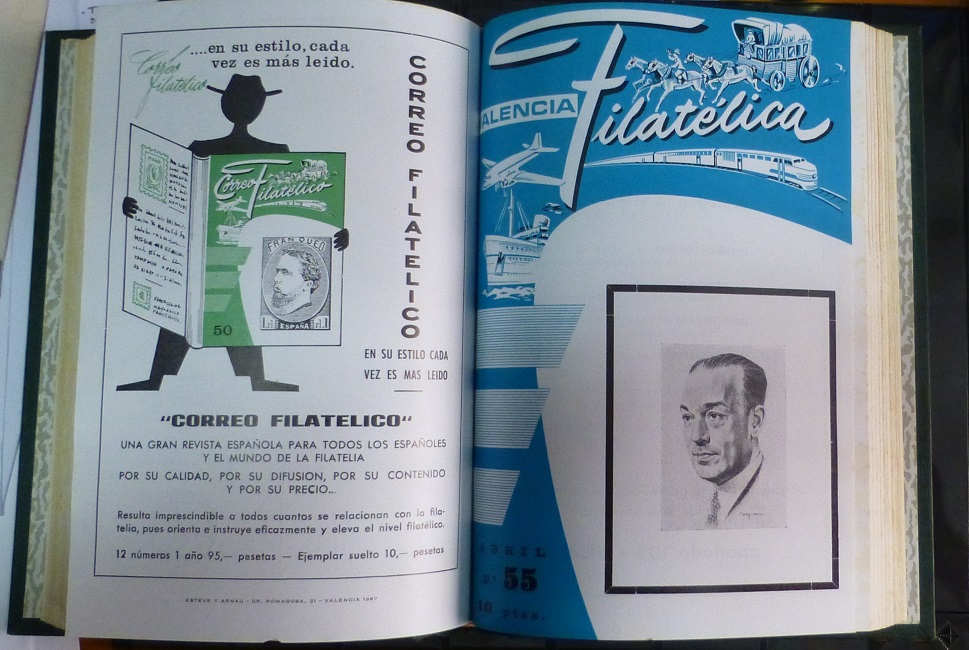 ....en su estilo, cada
vez es más leido.
Correo
filatélico
CORREO FILATELICO
Correo
Filatélico
FRANQUEO
ESPAÑA
50
EN SU ESTILO CADA
VEZ ES MAS LEIDO
"CORREO FILATELICO"
UNA GRAN REVISTA ESPAÑOLA PARA TODOS LOS ESPAÑOLES
Y EL MUNDO DE LA FILATELIA
POR SU CALIDAD, POR SU DIFUSION, POR SU CONTENIDO
Y POR SU PRECIO...
Resulta imprescindible a todos cuantos se relacionan con la fila-
telia, pues orienta e instruye eficazmente y eleva el nivel filatélico.
12 números 1 año 95,— pesetas — Ejemplar suelto 10,— pesetas
ESTEVE Y ARNAU - DR. ROMAGOSA, 21 - VALENCIA 1967
VALENCIA
Filatélica
ABRIL
Nº 55
10 ptas.